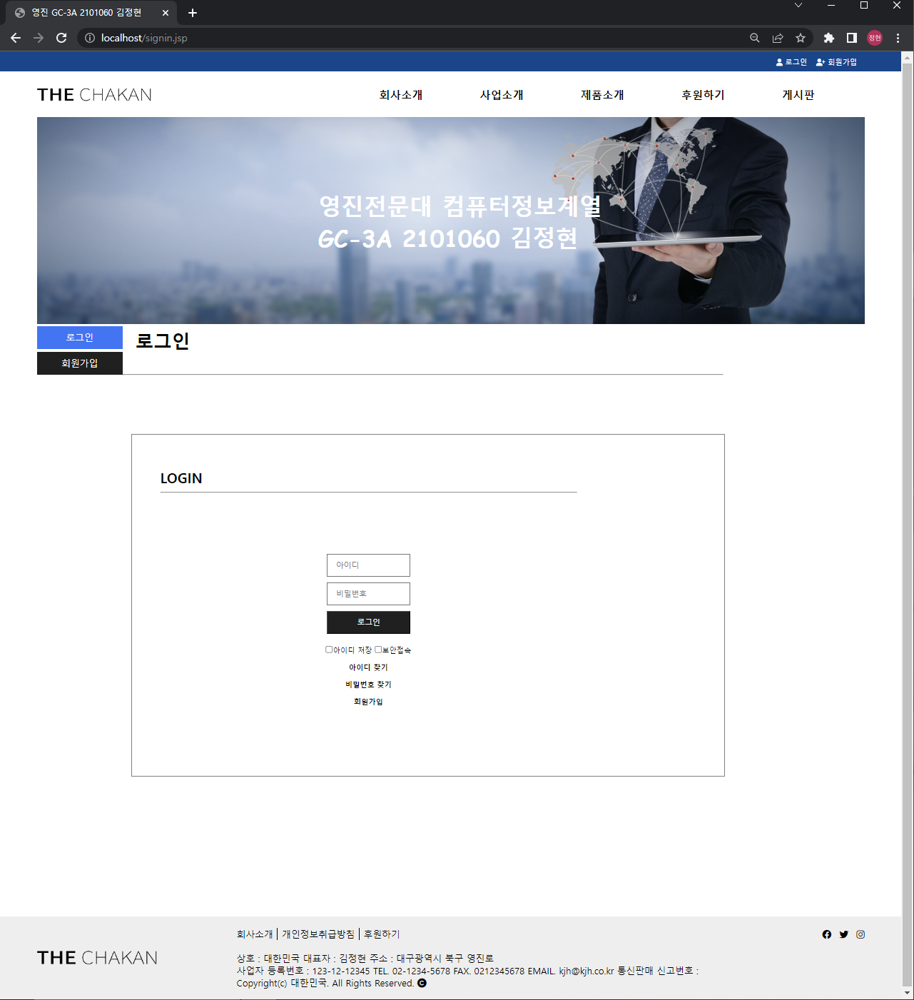 영진 GC-3A 2101060 김정현
localhost/signin.jsp
정현
로그인 회원가입
THE CHAKAN
회사소개 사업소개 제품소개 후원하기 게시판
영진전문대 컴퓨터정보계열
GC-3A 2101060 김정현
로그인
회원가입
로그인
LOGIN
아이디
비밀번호
로그인
아이디 저장 보안접속
아이디 찾기
비밀번호 찾기
회원가입
회사소개 | 개인정보취급방침 | 후원하기
THE CHAKAN
상호 : 대한민국 대표자 : 김정현 주소 : 대구광역시 북구 영진로
사업자 등록번호 : 123-12-12345 TEL. 02-1234-5678 FAX. 0212345678 EMAIL. kjh@kjh.co.kr 통신판매 신고번호 :
Copyright(c) 대한민국. All Rights Reserved.